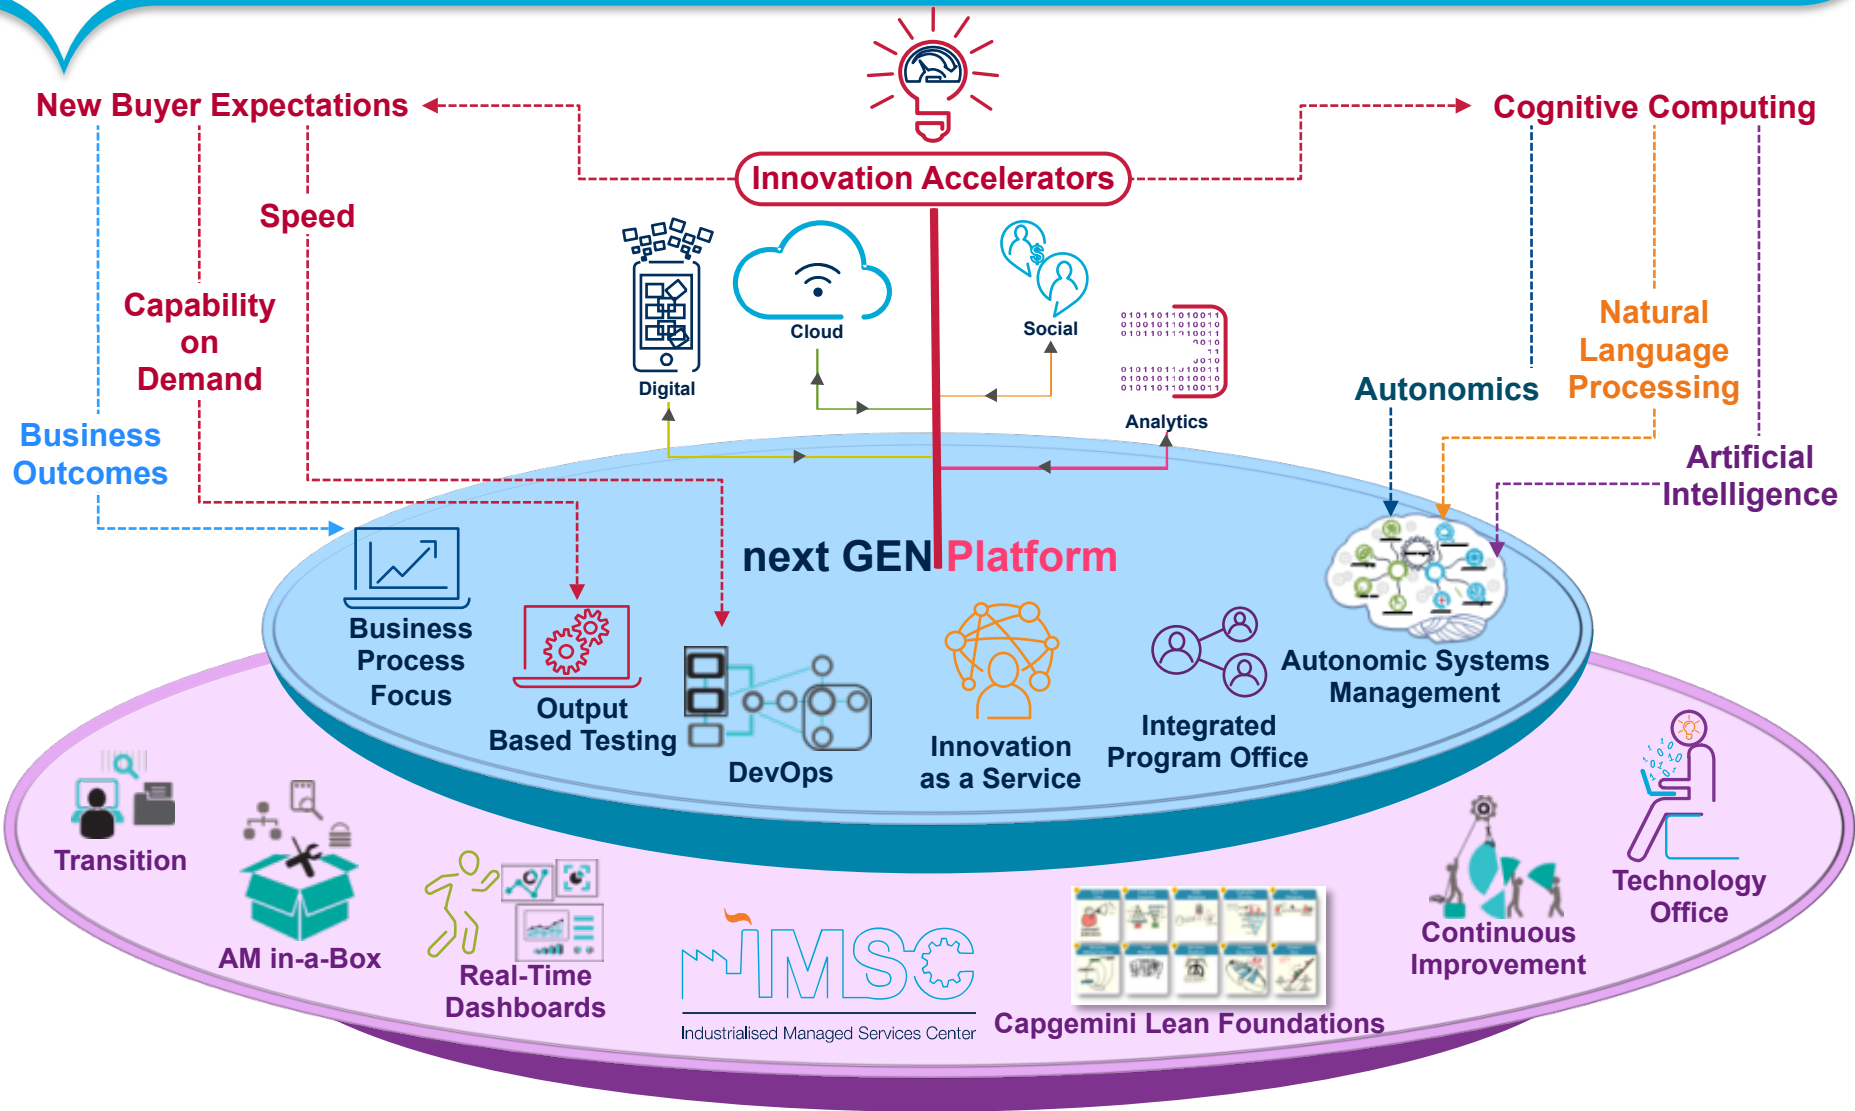 New Buyer Expectations
Innovation Accelerators
Cognitive Computing
Speed
Capability
on
Demand
Business
Outcomes
Digital
Cloud
Social
01011011010011
01001011010011
Analytics
Autonomics
Natural
Language
Processing
Artificial
Intelligence
next GEN Platform
Business
Process
Focus
Output
Based Testing
DevOps
Innovation
as a Service
Integrated
Program Office
Autonomic Systems
Management
Transition
AM in-a-Box
Real-Time
Dashboards
IMSC
Industrialised Managed Services Center
Capgemini Lean Foundations
Continuous
Improvement
Technology
Office